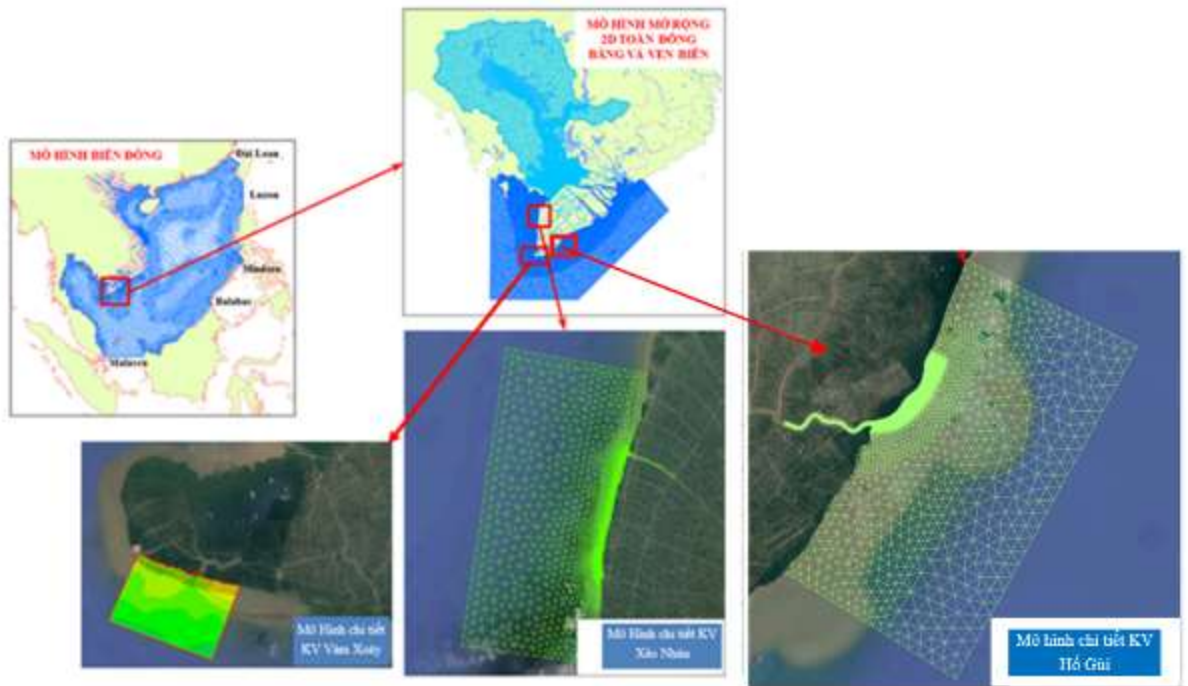 MÔ HÌNH MỞ RỘNG
2D TOÀN ĐỒNG
BẰNG VÀ VEN BIỂN
MÔ HÌNH BIỂN ĐÔNG
Đài Loan
Luzon
Mindoro
Balabac
Malaysia
Mô Hình chi tiết
KV Vàm Xoáy
Mô Hình chi tiết KV
Mô hình chi tiết KV
Hố Gùi